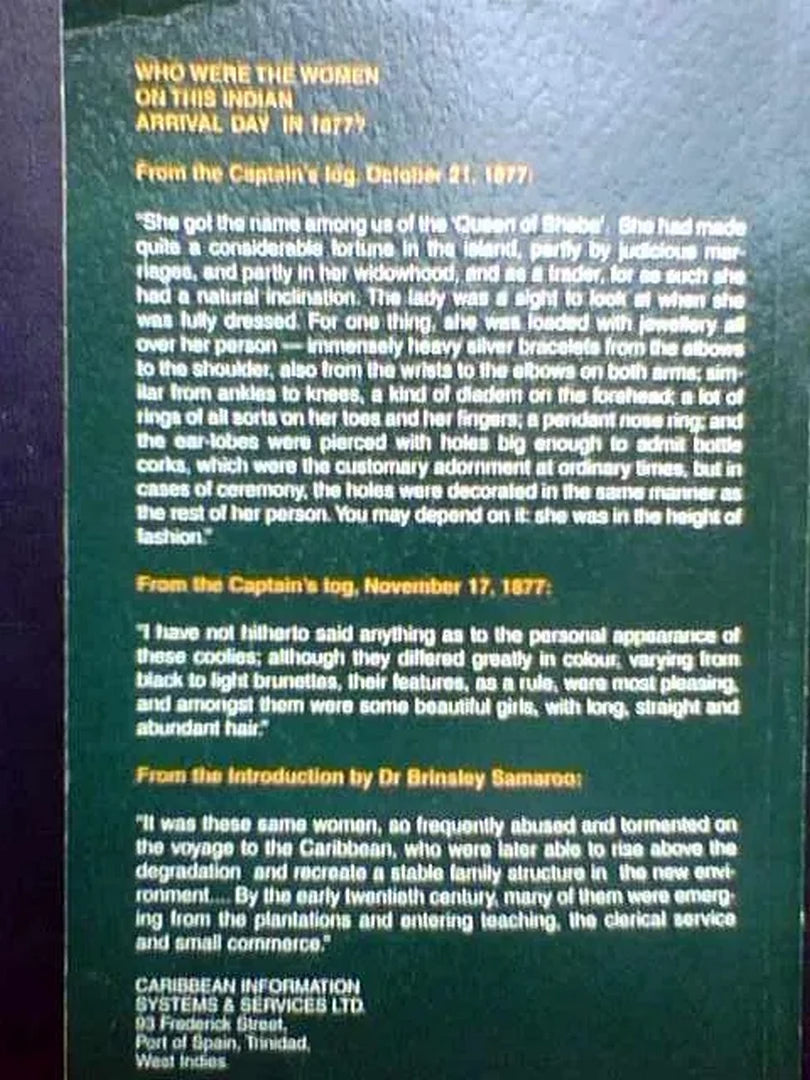 WHO WERE THE WOMEN
ON THIS INDIAN
ARRIVAL DAY IN 1877?
From the Captain's log, October 21, 1877:
"She got the name among us of the 'Queen of Sheba'. She had made
quite a considerable fortune in the island, partly by judicious mar-
riages, and partly in her widowhood, and as a trader, for as such she
had a natural inclination. The lady was a sight to look at when she
was fully dressed. For one thing, she was loaded with jewellery all
over her person — immensely heavy silver bracelets from the elbows
to the shoulder, also from the wrists to the elbows on both arms; sim-
ilar from ankles to knees, a kind of diadem on the forehead; a lot of
rings of all sorts on her toes and her fingers; a pendant nose ring; and
the ear-lobes were pierced with holes big enough to admit bottle
corks, which were the customary adornment at ordinary times, but in
cases of ceremony, the holes were decorated in the same manner as
the rest of her person. You may depend on it: she was in the height of
fashion."
From the Captain's log, November 17, 1877:
"I have not hitherto said anything as to the personal appearance of
these coolies; although they differed greatly in colour, varying from
black to light brunettes, their features, as a rule, were most pleasing,
and amongst them were some beautiful girls, with long, straight and
abundant hair."
From the Introduction by Dr Brinsley Samaroo:
"It was these same women, so frequently abused and tormented on
the voyage to the Caribbean, who were later able to rise above the
degradation and recreate a stable family structure in the new envi-
ronment.... By the early twentieth century, many of them were emerg-
ing from the plantations and entering teaching, the clerical service
and small commerce."
CARIBBEAN INFORMATION
SYSTEMS & SERVICES LTD.
93 Frederick Street,
Port of Spain, Trinidad,
West Indies